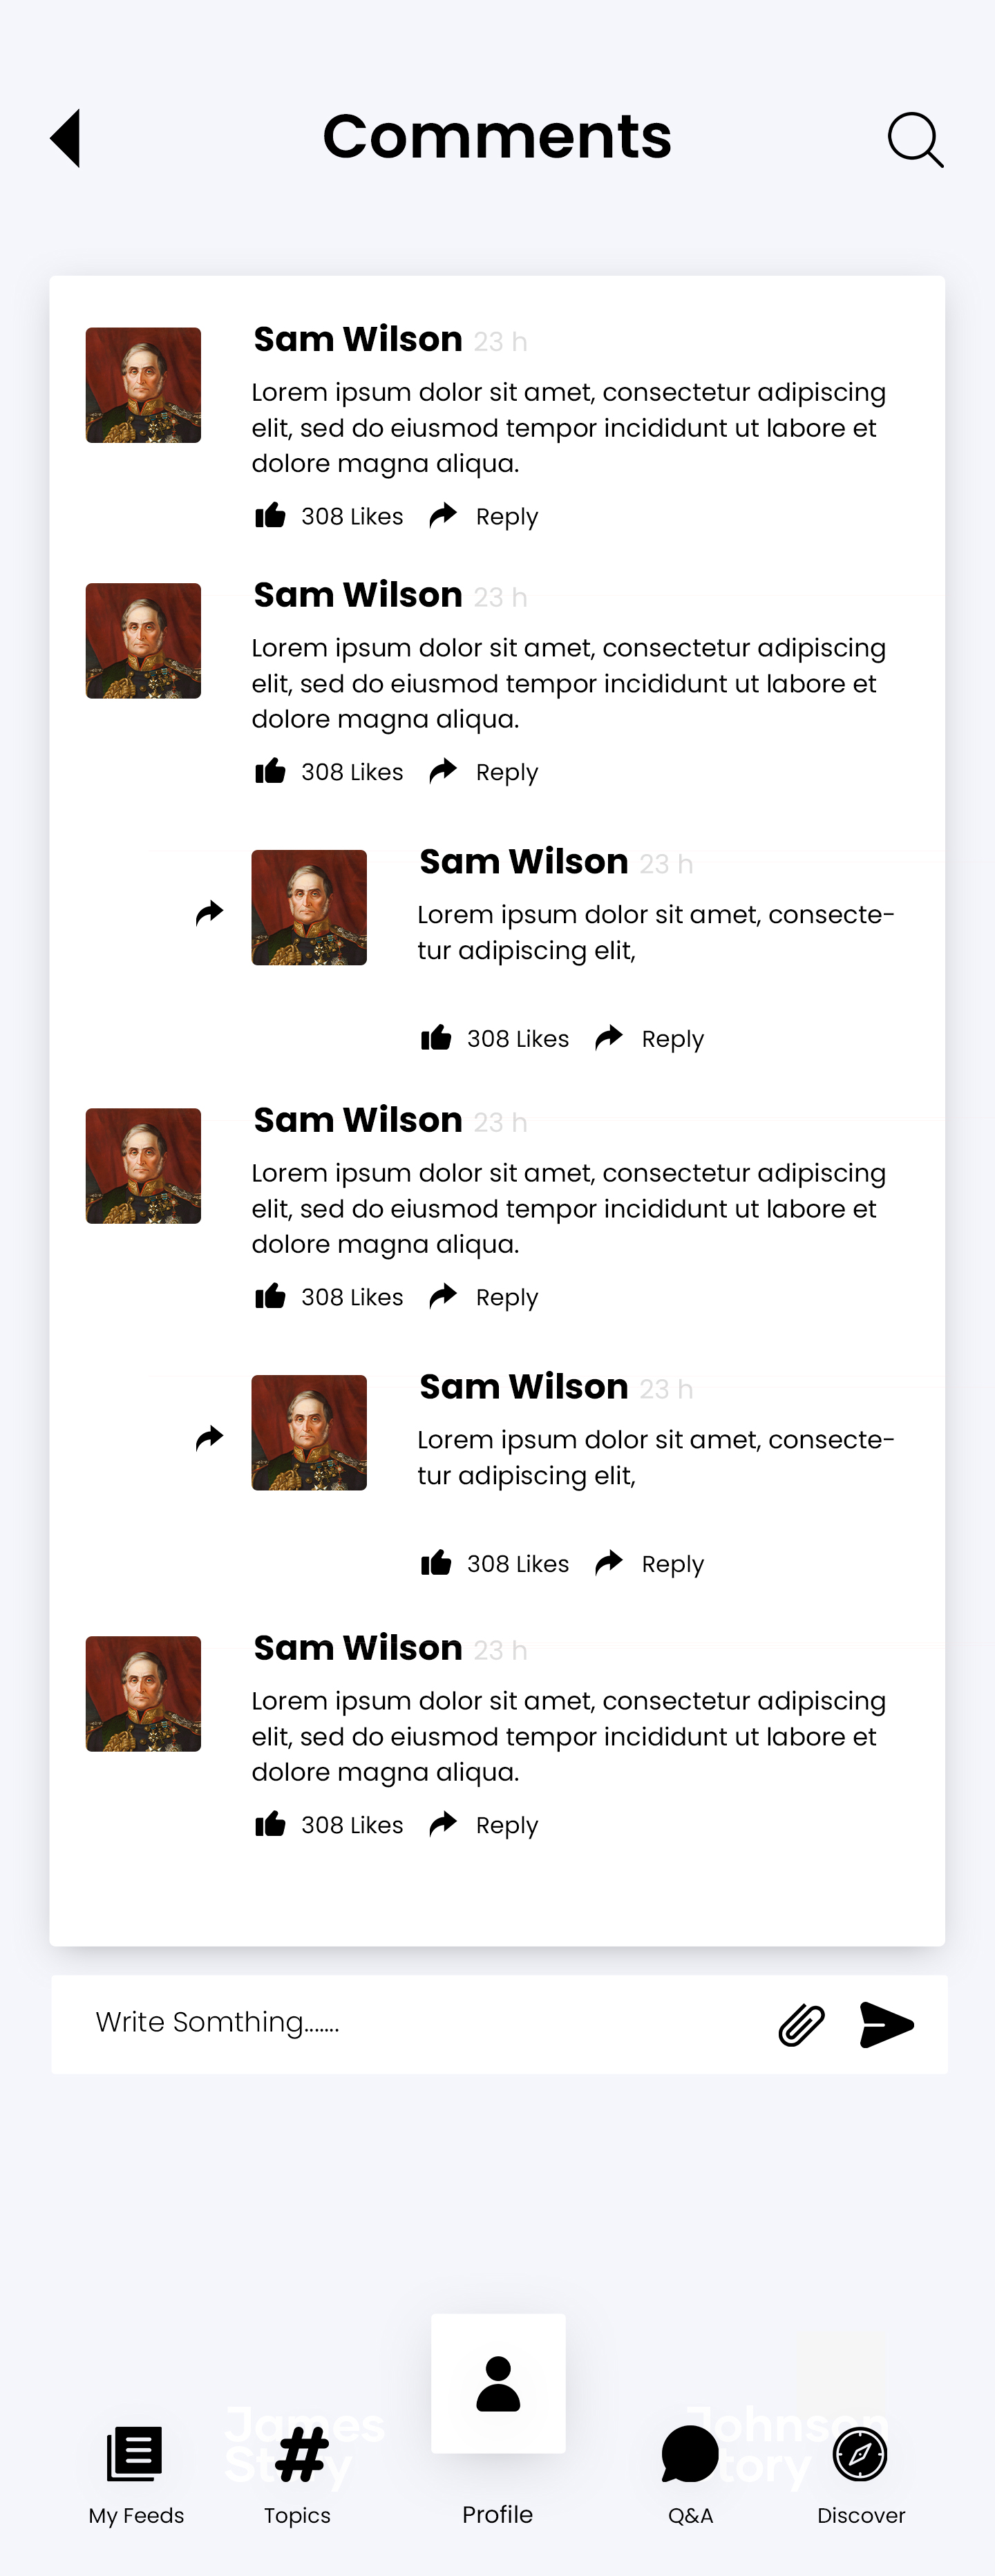 Comments
Sam Wilson 23 h
Lorem ipsum dolor sit amet, consectetur adipiscing
elit, sed do eiusmod tempor incididunt ut labore et
dolore magna aliqua.
308 Likes Reply
Sam Wilson 23 h
Lorem ipsum dolor sit amet, consectetur adipiscing
elit, sed do eiusmod tempor incididunt ut labore et
dolore magna aliqua.
308 Likes Reply
Sam Wilson 23 h
Lorem ipsum dolor sit amet, consecte-
tur adipiscing elit,
308 Likes Reply
Sam Wilson 23 h
Lorem ipsum dolor sit amet, consectetur adipiscing
elit, sed do eiusmod tempor incididunt ut labore et
dolore magna aliqua.
308 Likes Reply
Sam Wilson 23 h
Lorem ipsum dolor sit amet, consecte-
tur adipiscing elit,
308 Likes Reply
Sam Wilson 23 h
Lorem ipsum dolor sit amet, consectetur adipiscing
elit, sed do eiusmod tempor incididunt ut labore et
dolore magna aliqua.
308 Likes Reply
Write Somthing.......
James Johnson
Story Story
My Feeds Topics Profile Q&A Discover